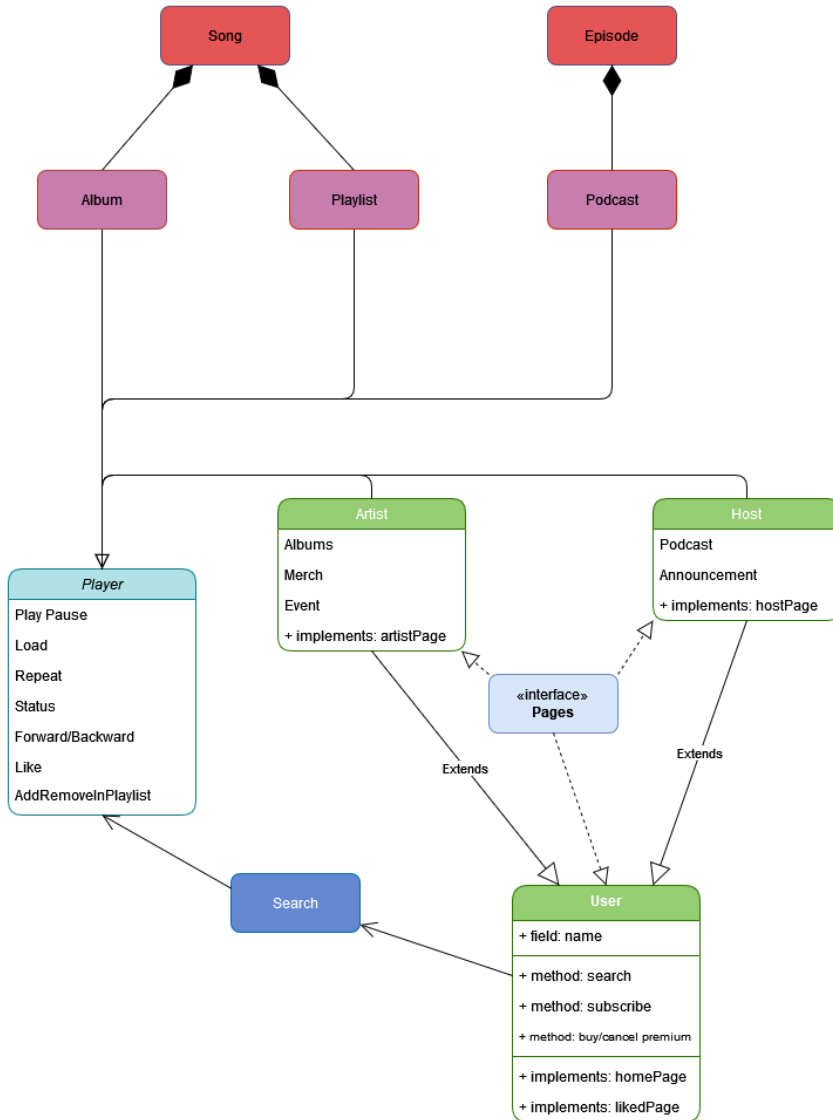 Song
Episode
Album
Playlist
Podcast
Artist
Albums
Merch
Event
+ implements: artistPage
Host
Podcast
Announcement
+ implements: hostPage
Player
Play Pause
Load
Repeat
Status
Forward/Backward
Like
AddRemoveInPlaylist
«interface»
Pages
Extends
Extends
Search
User
+ field: name
+ method: search
+ method: subscribe
+ method: buy/cancel premium
+ implements: homePage
+ implements: likedPage